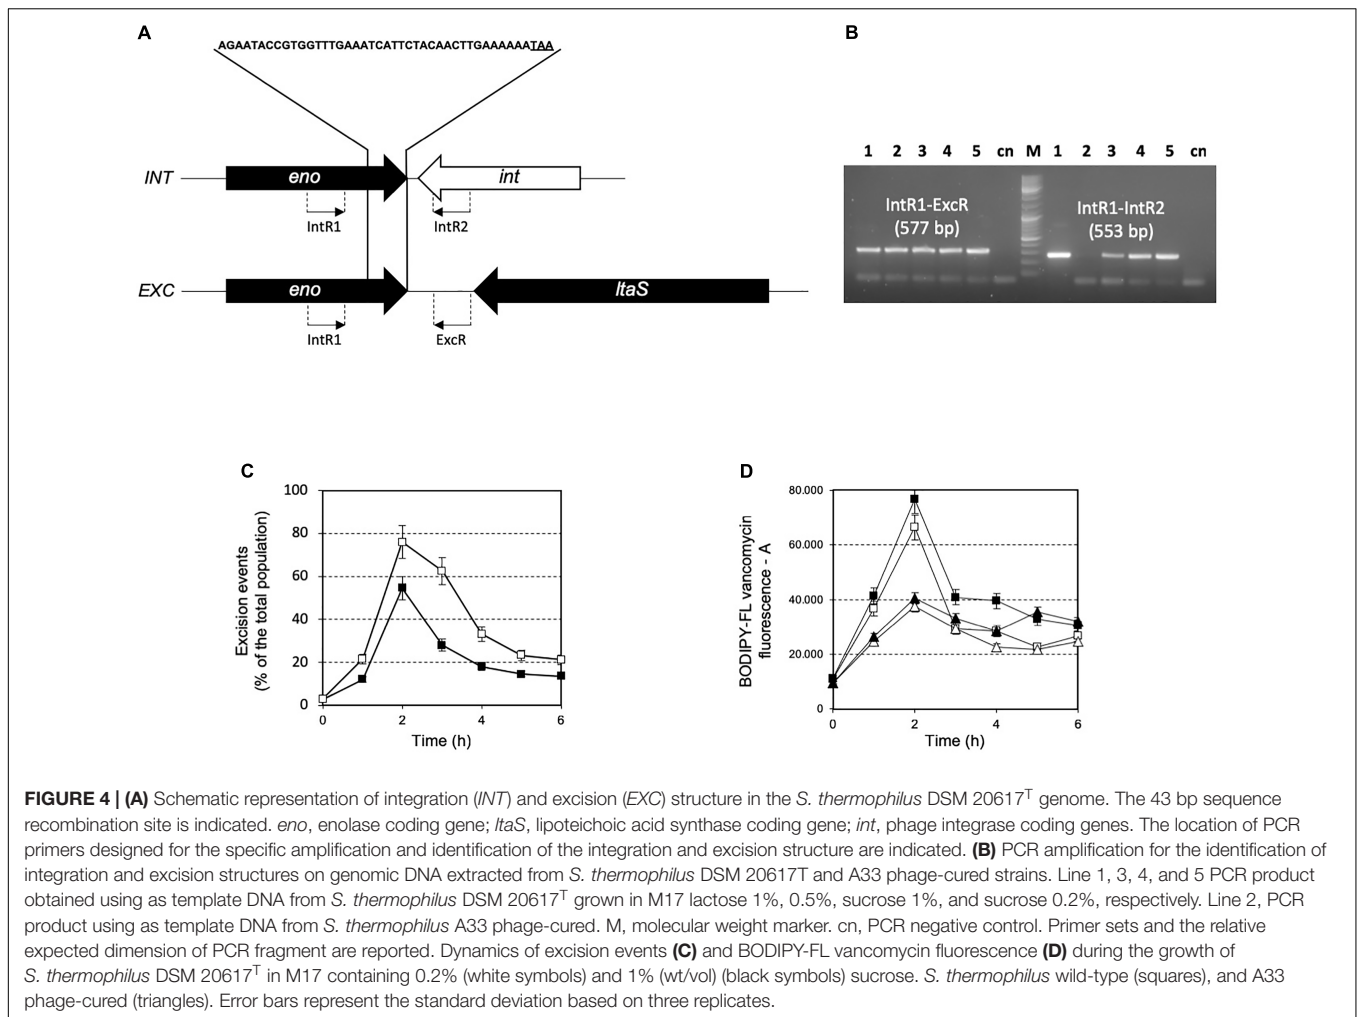 A
AGAATACCGTGGTTTGAAATCATTCTACAACTTGAAAAAATAA
INT
eno
int
IntR1
IntR2
EXC
eno
ltaS
IntR1
ExcR
B
1 2 3 4 5 cn M 1 2 3 4 5 cn
IntR1-ExcR
(577 bp)
IntR1-IntR2
(553 bp)
C
Excision events
(% of the total population)
100
80
60
40
20
0
0 2 4 6
Time (h)
D
BODIPY-FL vancomycin
fluorescence - A
80.000
60.000
40.000
20.000
0
0 2 4 6
Time (h)
FIGURE 4 | (A) Schematic representation of integration (INT) and excision (EXC) structure in the S. thermophilus DSM 20617T genome. The 43 bp sequence
recombination site is indicated. eno, enolase coding gene; ltaS, lipoteichoic acid synthase coding gene; int, phage integrase coding genes. The location of PCR
primers designed for the specific amplification and identification of the integration and excision structure are indicated. (B) PCR amplification for the identification of
integration and excision structures on genomic DNA extracted from S. thermophilus DSM 20617T and A33 phage-cured strains. Line 1, 3, 4, and 5 PCR product
obtained using as template DNA from S. thermophilus DSM 20617T grown in M17 lactose 1%, 0.5%, sucrose 1%, and sucrose 0.2%, respectively. Line 2, PCR
product using as template DNA from S. thermophilus A33 phage-cured. M, molecular weight marker. cn, PCR negative control. Primer sets and the relative
expected dimension of PCR fragment are reported. Dynamics of excision events (C) and BODIPY-FL vancomycin fluorescence (D) during the growth of
S. thermophilus DSM 20617T in M17 containing 0.2% (white symbols) and 1% (wt/vol) (black symbols) sucrose. S. thermophilus wild-type (squares), and A33
phage-cured (triangles). Error bars represent the standard deviation based on three replicates.